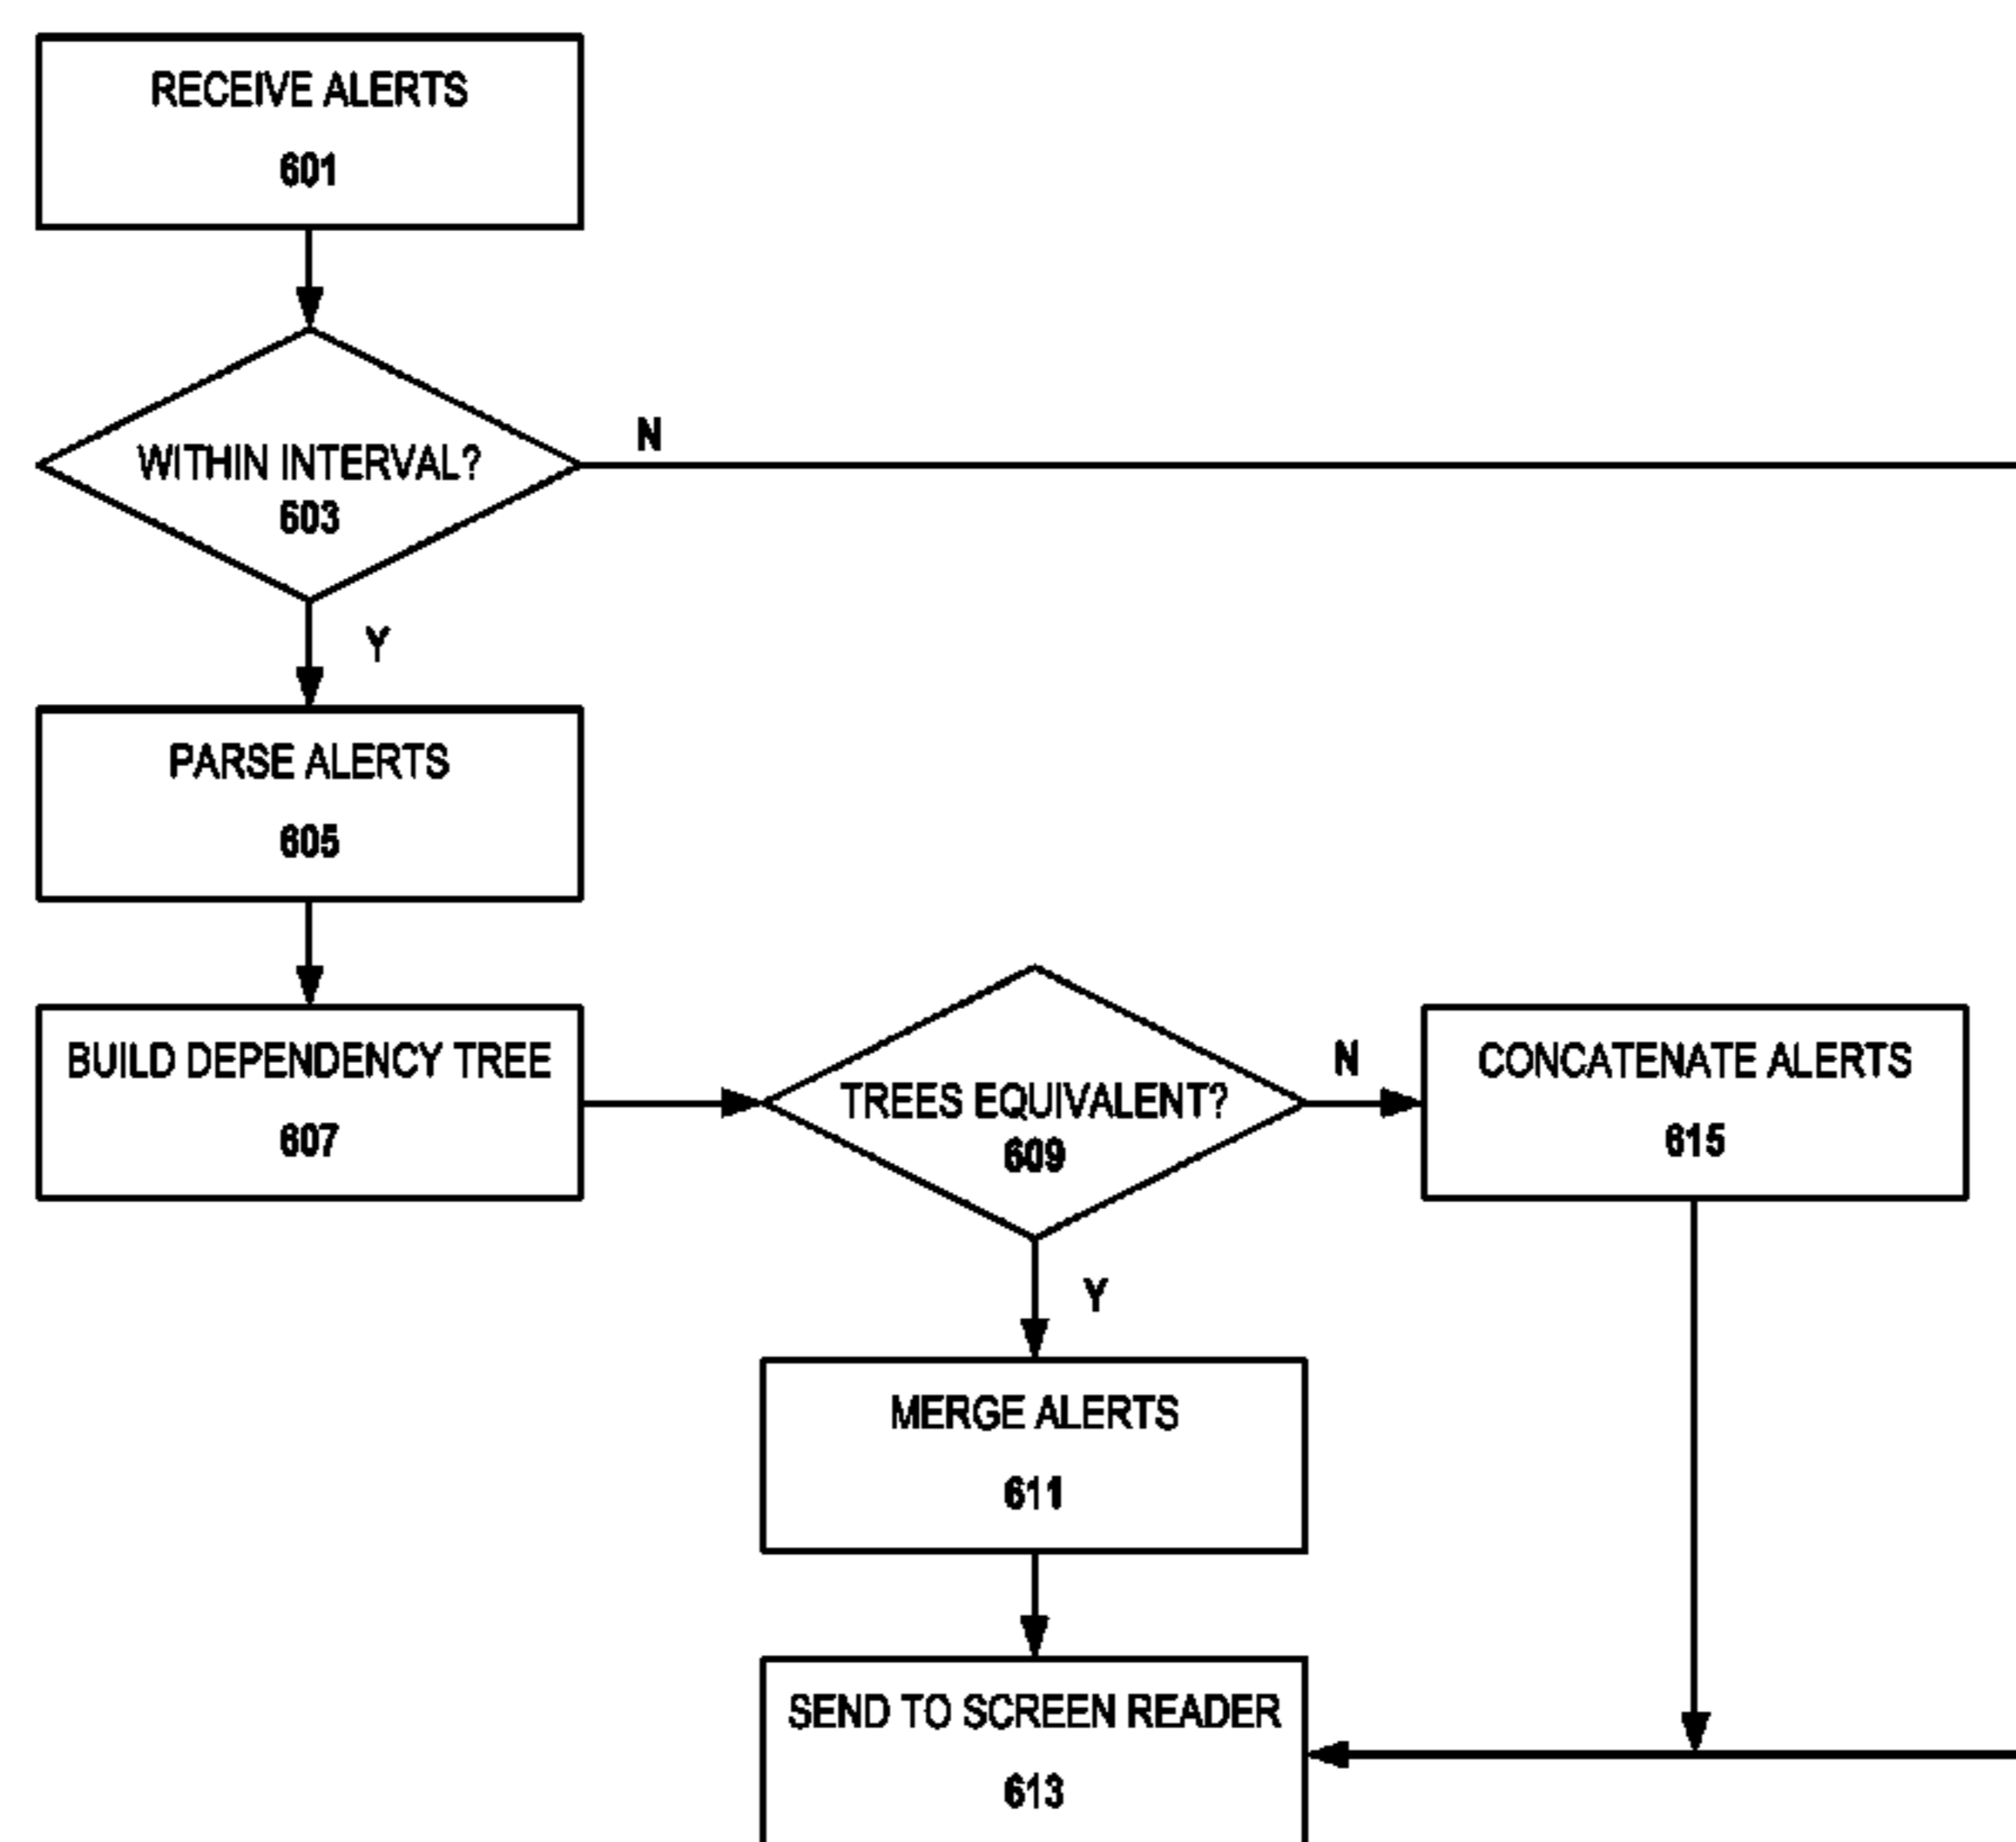 RECEIVE ALERTS
601
WITHIN INTERVAL?
603
N
Y
PARSE ALERTS
605
BUILD DEPENDENCY TREE
607
TREES EQUIVALENT?
609
N
CONCATENATE ALERTS
615
Y
MERGE ALERTS
611
SEND TO SCREEN READER
613